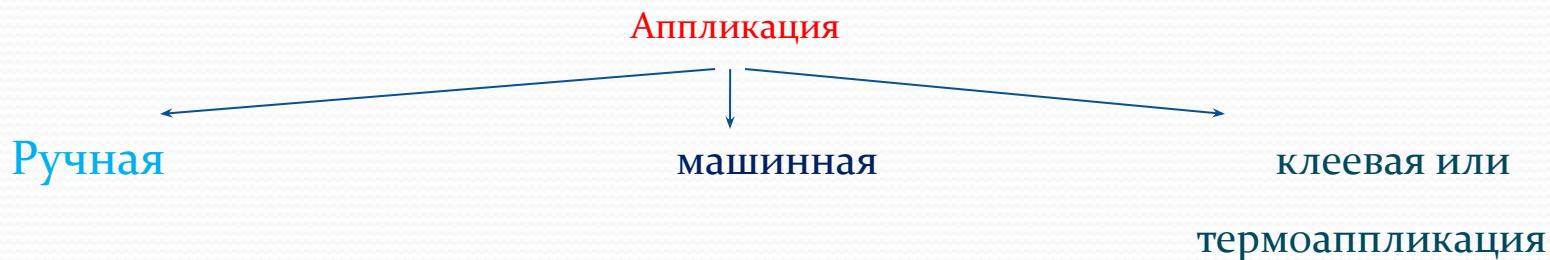 Аппликация
Ручная
машинная
клеевая или
термоаппликация